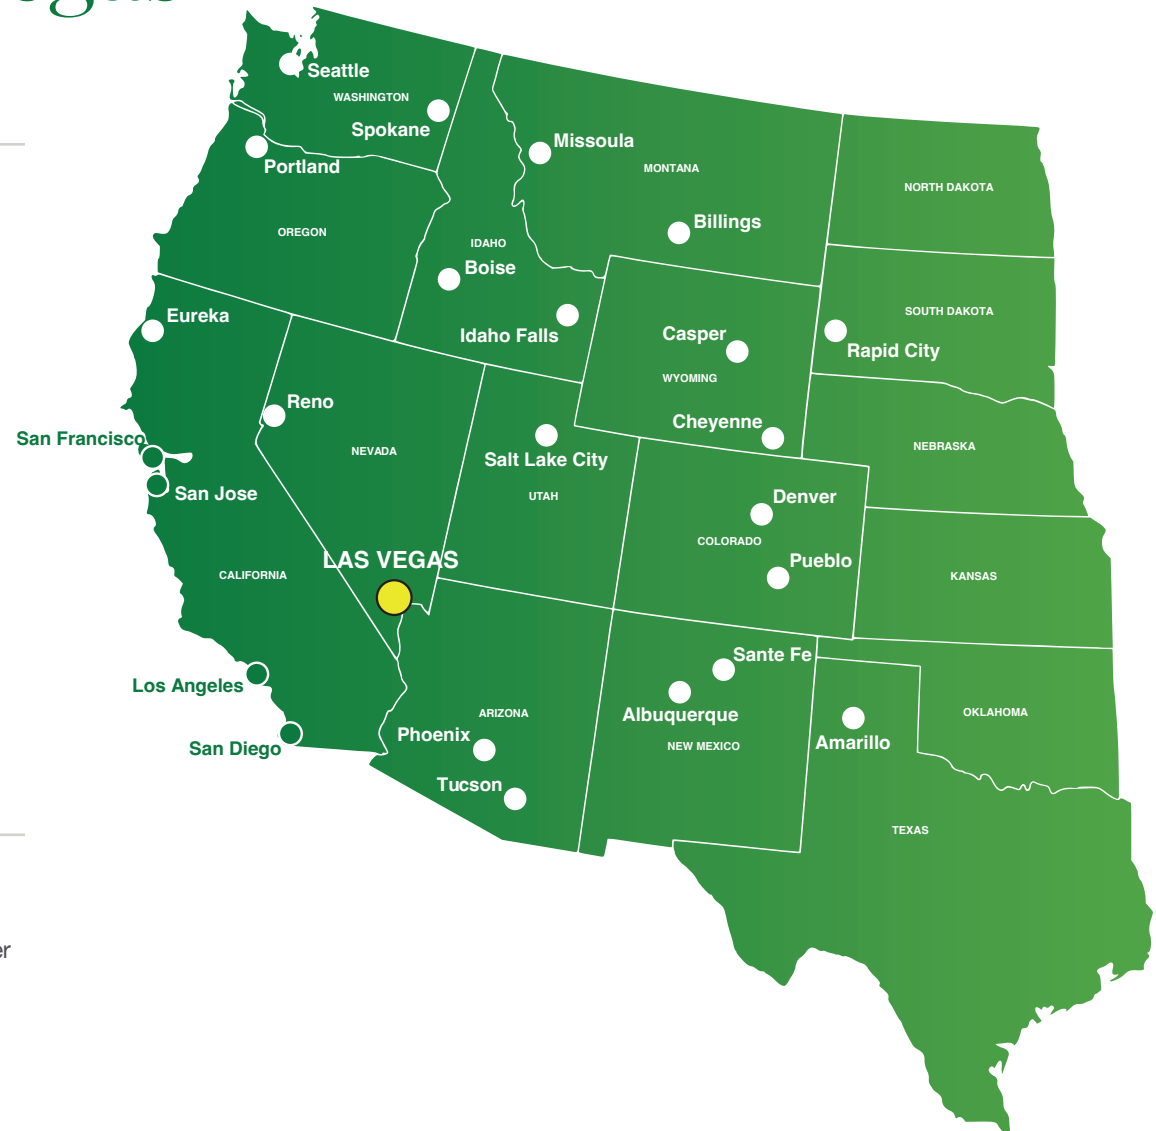 Seattle
WASHINGTON
Spokane
Portland
Missoula
MONTANA
NORTH DAKOTA
Billings
OREGON
IDAHO
Boise
Eureka
Idaho Falls
Casper
SOUTH DAKOTA
Rapid City
WYOMING
Reno
Cheyenne
San Francisco
NEVADA
Salt Lake City
NEBRASKA
San Jose
UTAH
Denver
COLORADO
LAS VEGAS
Pueblo
CALIFORNIA
KANSAS
Sante Fe
Los Angeles
Albuquerque
ARIZONA
OKLAHOMA
Phoenix
NEW MEXICO
Amarillo
San Diego
Tucson
TEXAS
er